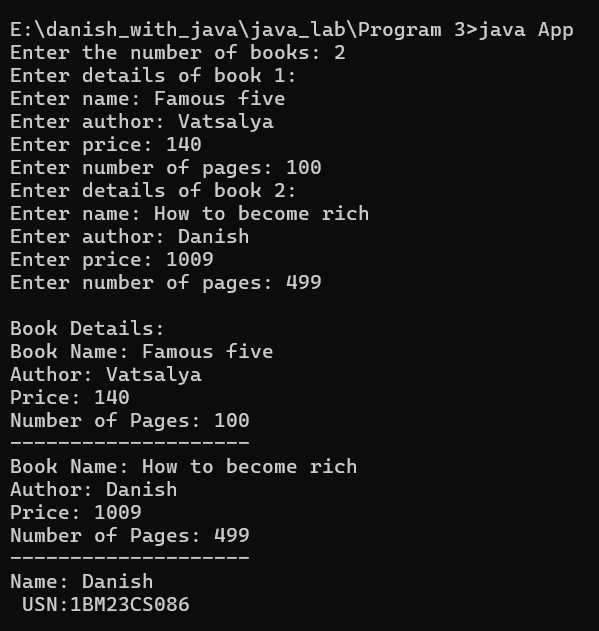 E:\danish_with_java\java_lab\Program 3>java App
Enter the number of books: 2
Enter details of book 1:
Enter name: Famous five
Enter author: Vatsalya
Enter price: 140
Enter number of pages: 100
Enter details of book 2:
Enter name: How to become rich
Enter author: Danish
Enter price: 1009
Enter number of pages: 499

Book Details:
Book Name: Famous five
Author: Vatsalya
Price: 140
Number of Pages: 100
--------------------
Book Name: How to become rich
Author: Danish
Price: 1009
Number of Pages: 499
--------------------
Name: Danish
 USN:1BM23CS086